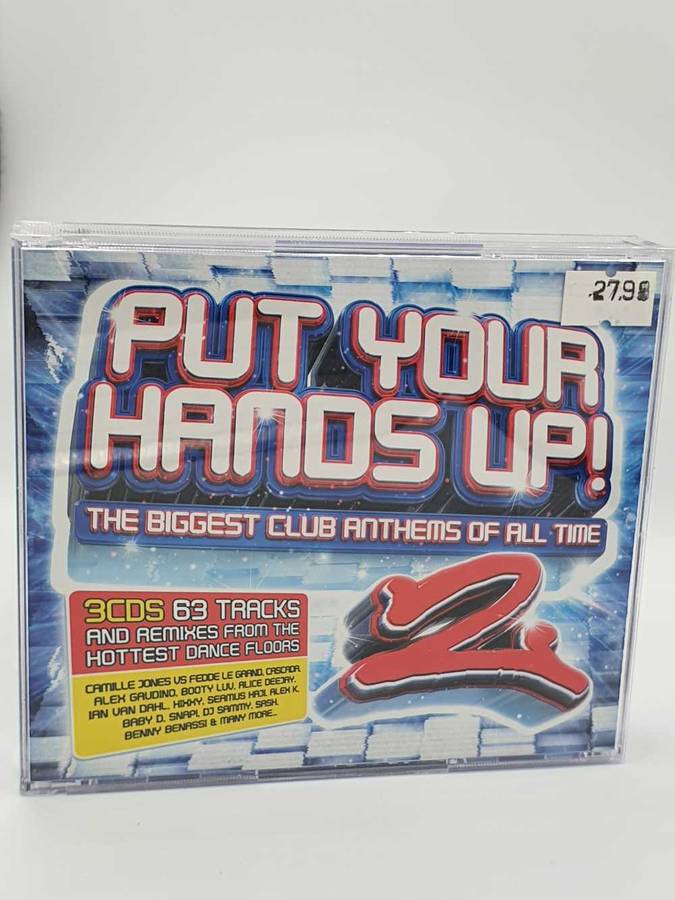 27.99
PUT YOUR
HANDS UP!
THE BIGGEST CLUB ANTHEMS OF ALL TIME
2
3CDS 63 TRACKS
AND REMIXES FROM THE
HOTTEST DANCE FLOORS
CAMILLE JONES VS FEDDE LE GRAND, CASCADA,
ALEX GAUDINO, BOOTY LUV, ALICE DEEJAY,
IAN VAN DAHL, HIXXY, SEAMUS HAJI, ALEX K,
BABY D, SNAP!, DJ SAMMY, SASH,
BENNY BENASSI & MANY MORE...